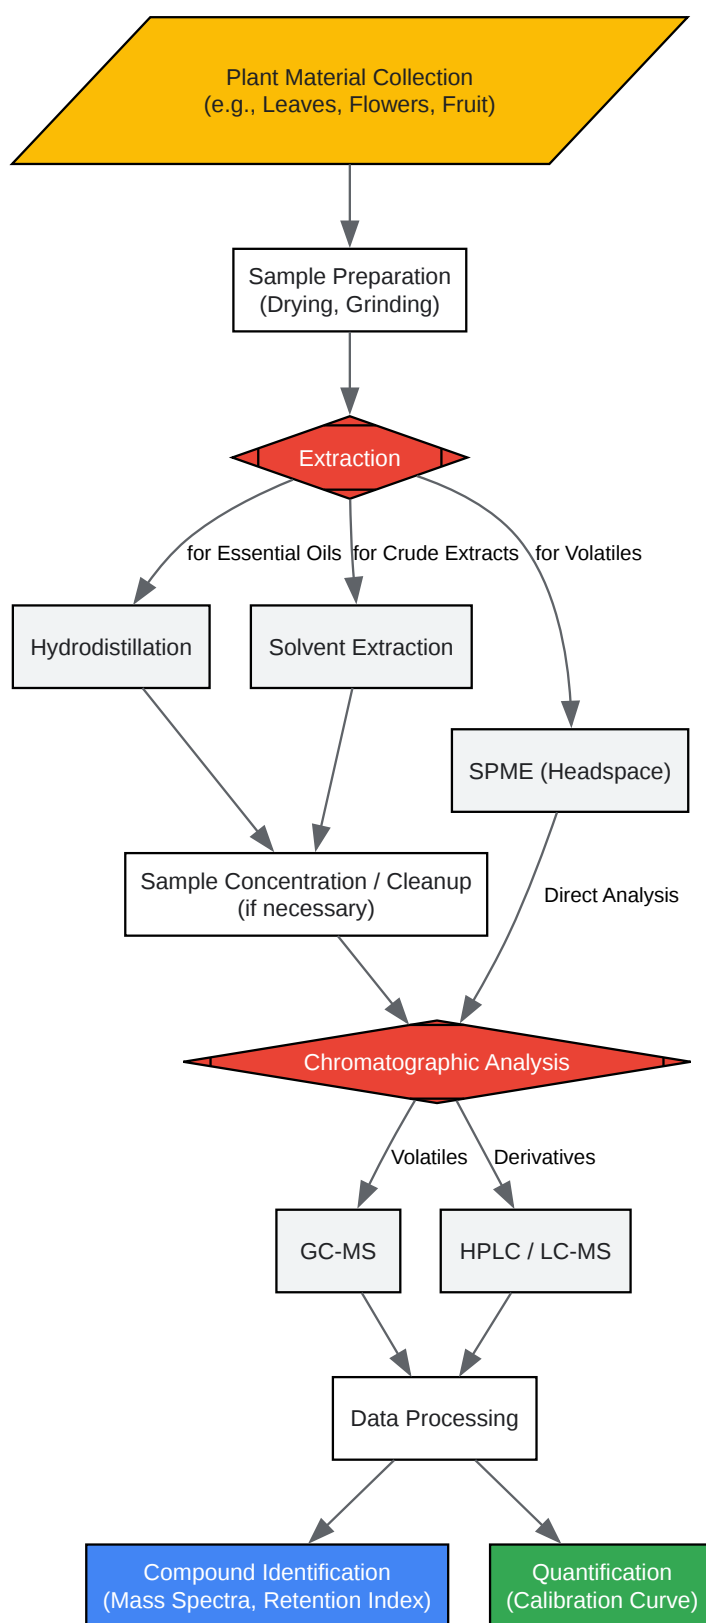 Plant Material Collection
(e.g., Leaves, Flowers, Fruit)
Sample Preparation
(Drying, Grinding)
Extraction
for Essential Oils
for Crude Extracts
for Volatiles
Hydrodistillation
Solvent Extraction
SPME (Headspace)
Sample Concentration / Cleanup
(if necessary)
Direct Analysis
Chromatographic Analysis
Volatiles
Derivatives
GC-MS
HPLC / LC-MS
Data Processing
Compound Identification
(Mass Spectra, Retention Index)
Quantification
(Calibration Curve)